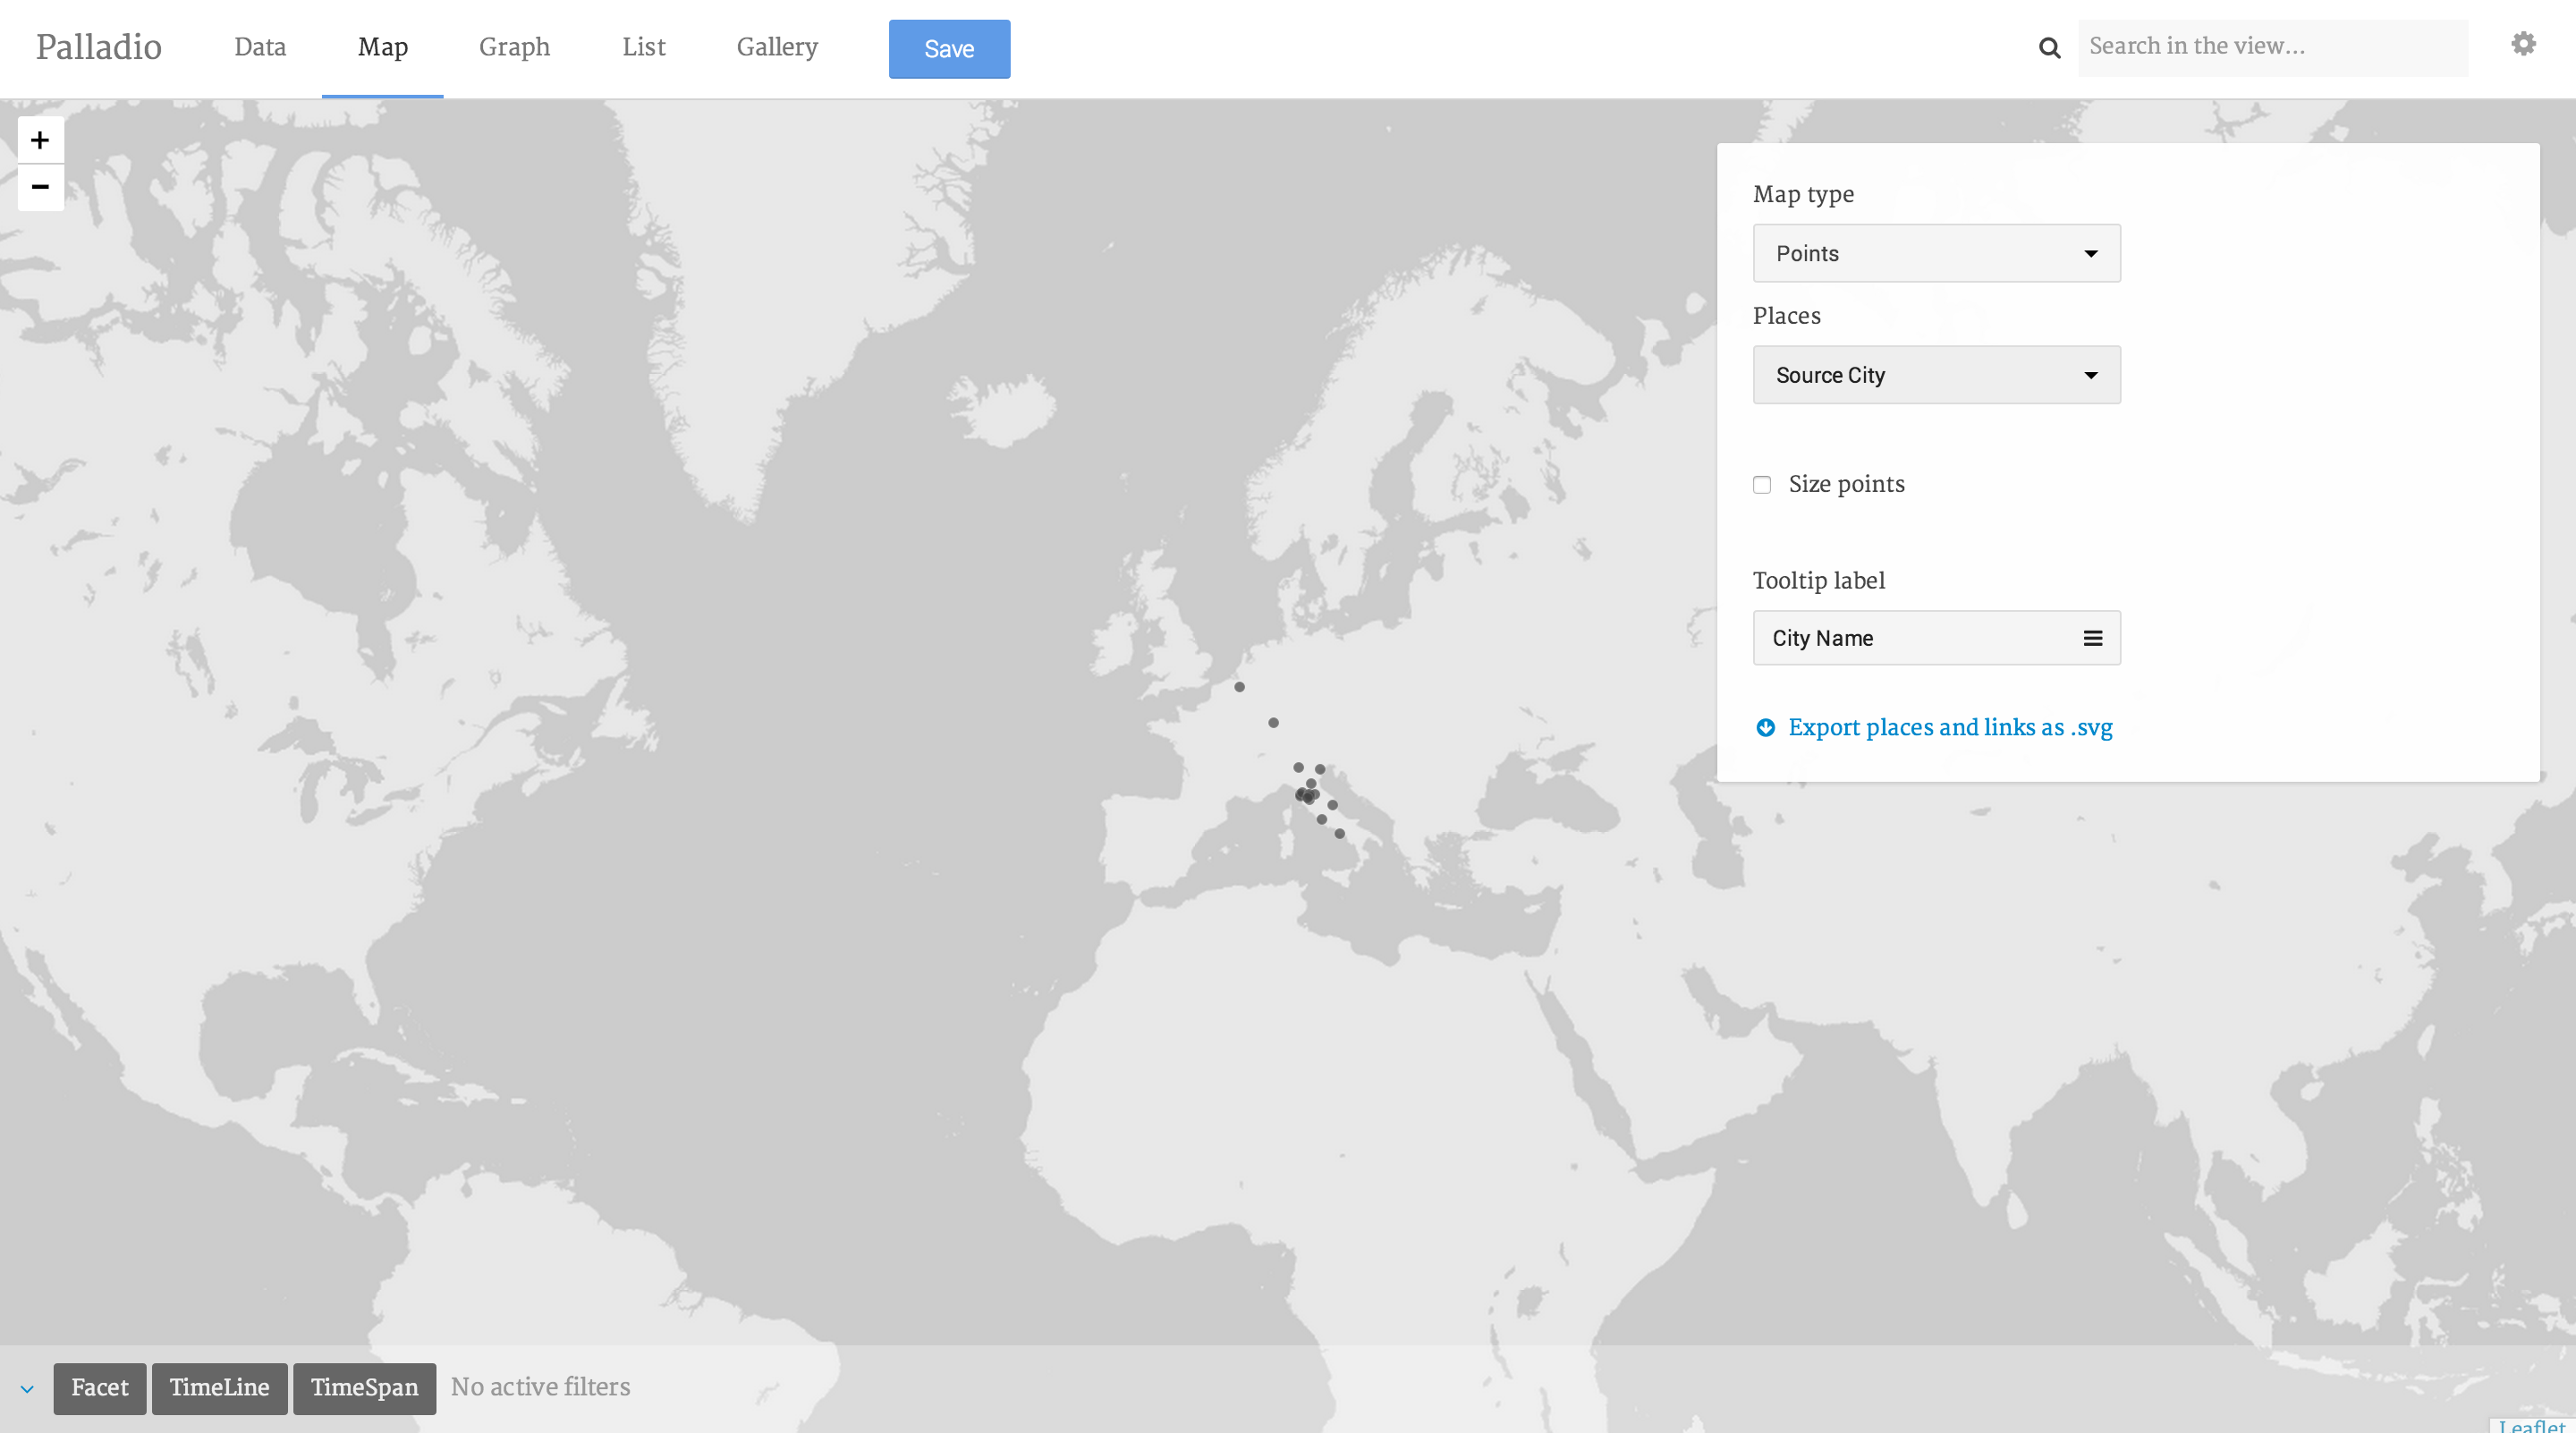 Palladio Data Map Graph List Gallery Save Search in the view...
+
−
Map type
Points
Places
Source City
Size points
Tooltip label
City Name
Export places and links as .svg
Facet TimeLine TimeSpan No active filters
Leaflet